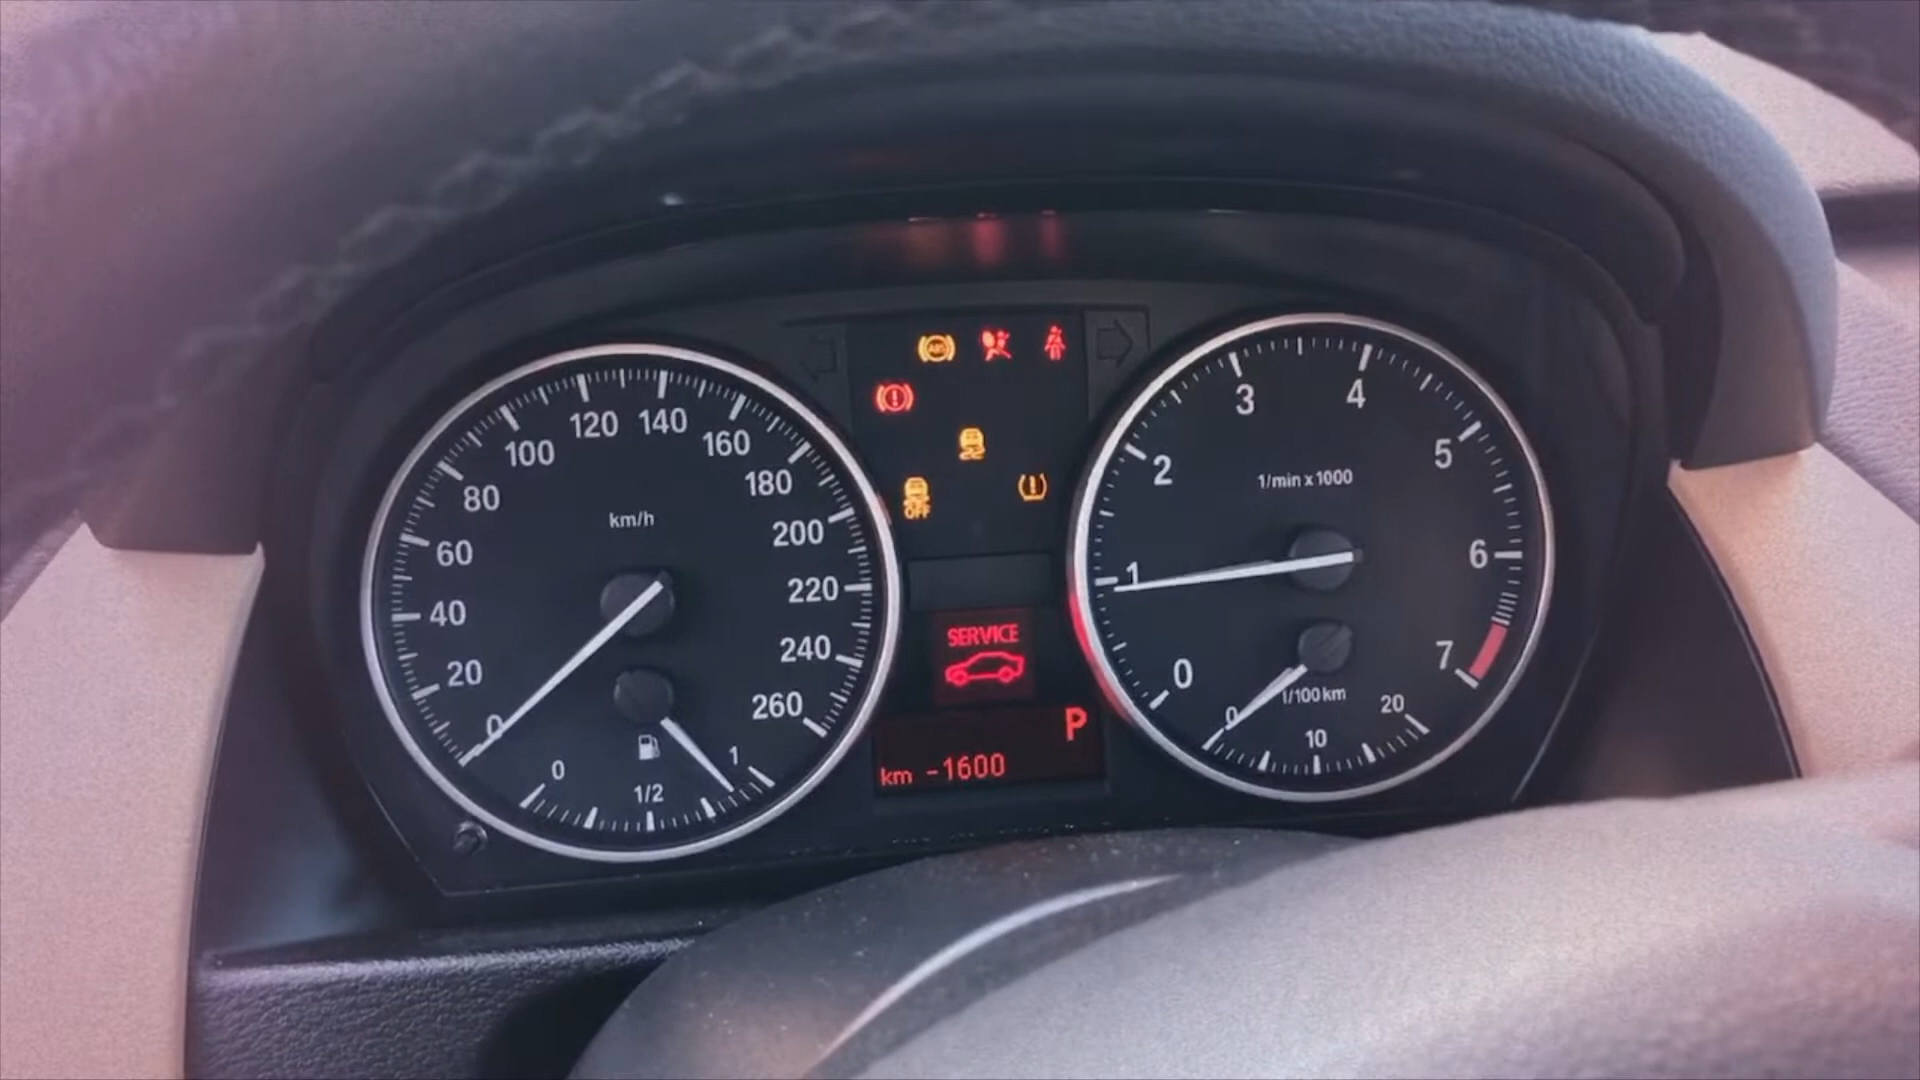 ABS
120 140
100 160
80 180
60 200
40 220
20 240
0 260
km/h
0 1/2 1
OFF
SERVICE
P
km -1600
3 4
2 5
1 6
0 7
1/min x 1000
l/100 km
0 10 20